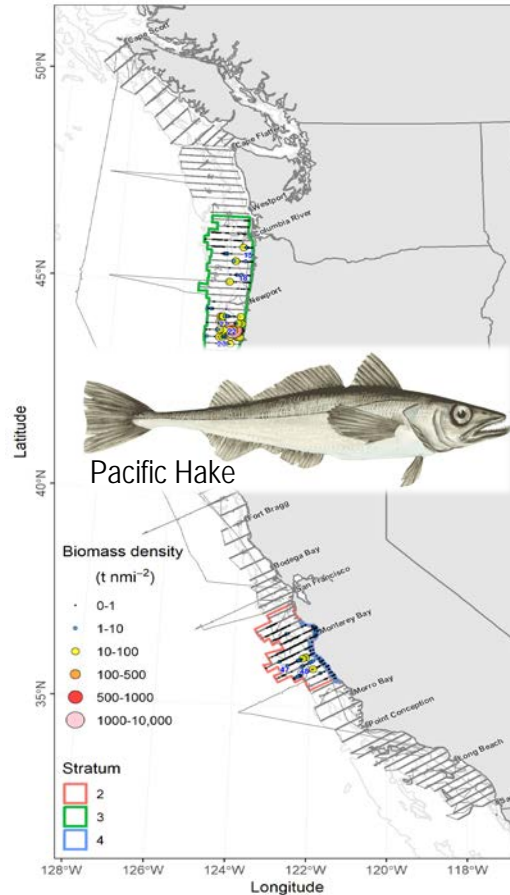 50°N
Cape Scott
Cape Flattery
Westport
Columbia River
45°N
Newport
Latitude
Pacific Hake
40°N
Fort Bragg
Biomass density
(t nmi⁻²)
0-1
1-10
10-100
100-500
500-1000
1000-10,000
Bodega Bay
San Francisco
Monterey Bay
35°N
Morro Bay
Point Conception
Long Beach
Stratum
2
3
4
128°W
126°W
124°W
122°W
120°W
118°W
Longitude